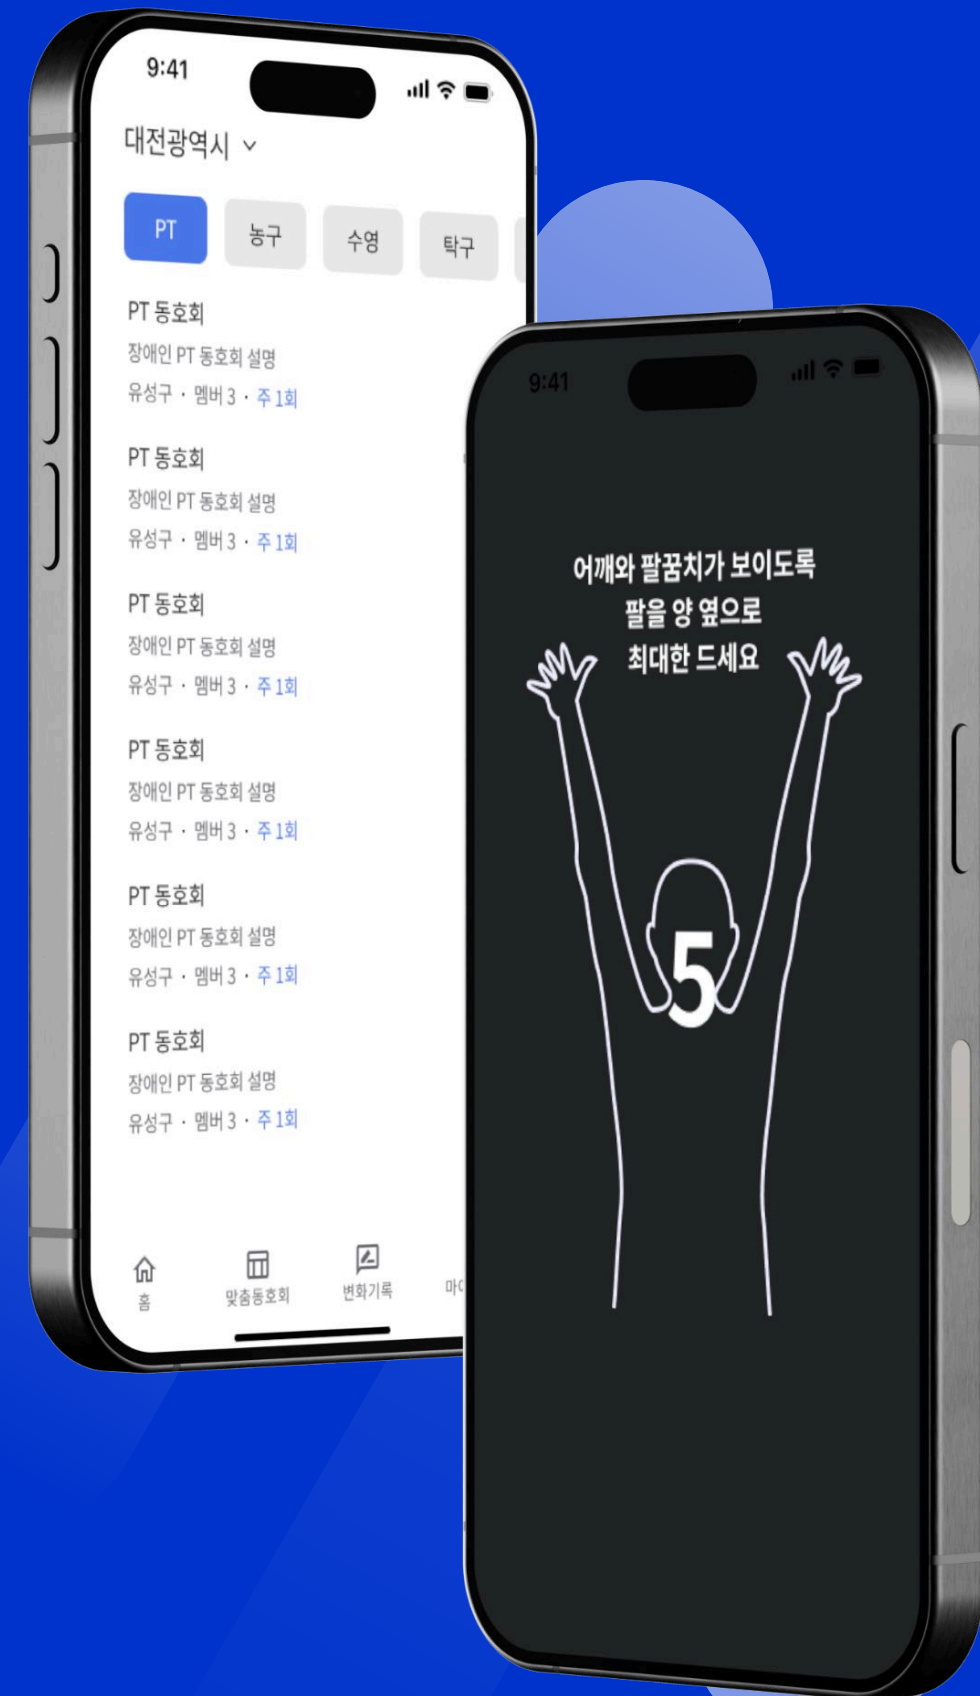 9:41
대전광역시
PT 농구 수영 탁구
PT 동호회
장애인 PT 동호회 설명
유성구 · 멤버 3 · 주 1회
PT 동호회
장애인 PT 동호회 설명
유성구 · 멤버 3 · 주 1회
PT 동호회
장애인 PT 동호회 설명
유성구 · 멤버 3 · 주 1회
PT 동호회
장애인 PT 동호회 설명
유성구 · 멤버 3 · 주 1회
PT 동호회
장애인 PT 동호회 설명
유성구 · 멤버 3 · 주 1회
PT 동호회
장애인 PT 동호회 설명
유성구 · 멤버 3 · 주 1회
홈 맞춤동호회 변화기록
9:41
어깨와 팔꿈치가 보이도록
팔을 양 옆으로
최대한 드세요
5